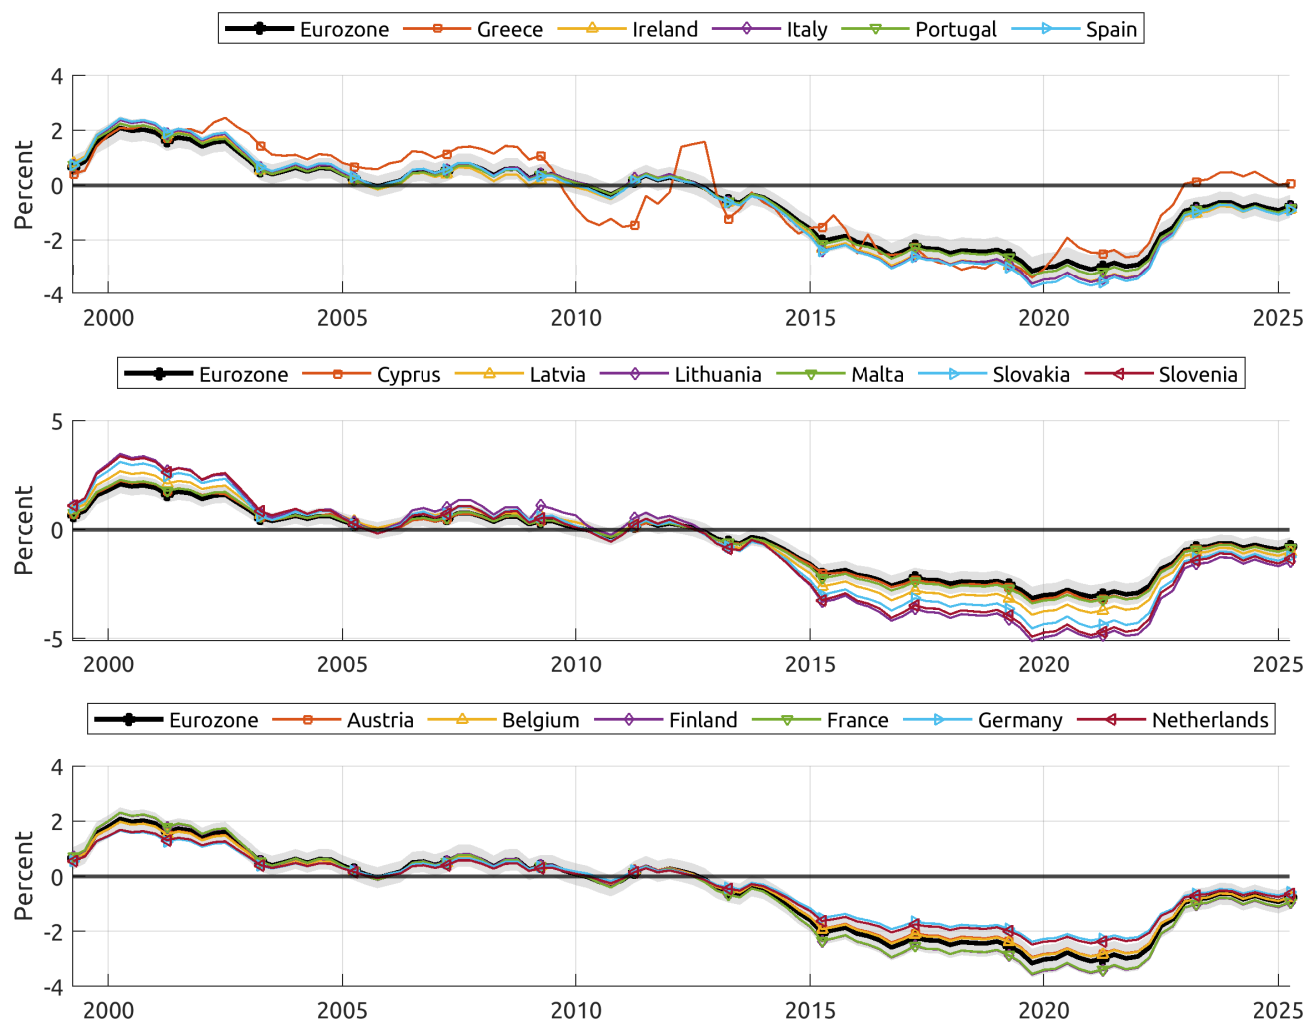 Eurozone Greece Ireland Italy Portugal Spain
4
2
0
-2
-4
Percent
2000 2005 2010 2015 2020 2025
Eurozone Cyprus Latvia Lithuania Malta Slovakia Slovenia
5
0
-5
Percent
2000 2005 2010 2015 2020 2025
Eurozone Austria Belgium Finland France Germany Netherlands
4
2
0
-2
-4
Percent
2000 2005 2010 2015 2020 2025